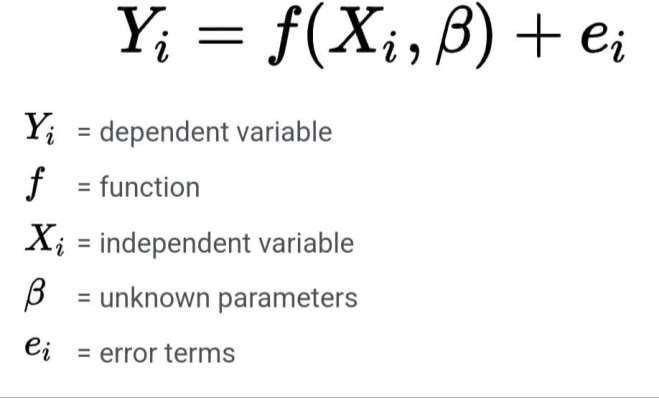 Yᵢ = f(Xᵢ, β) + eᵢ
Yᵢ = dependent variable
f = function
Xᵢ = independent variable
β = unknown parameters
eᵢ = error terms